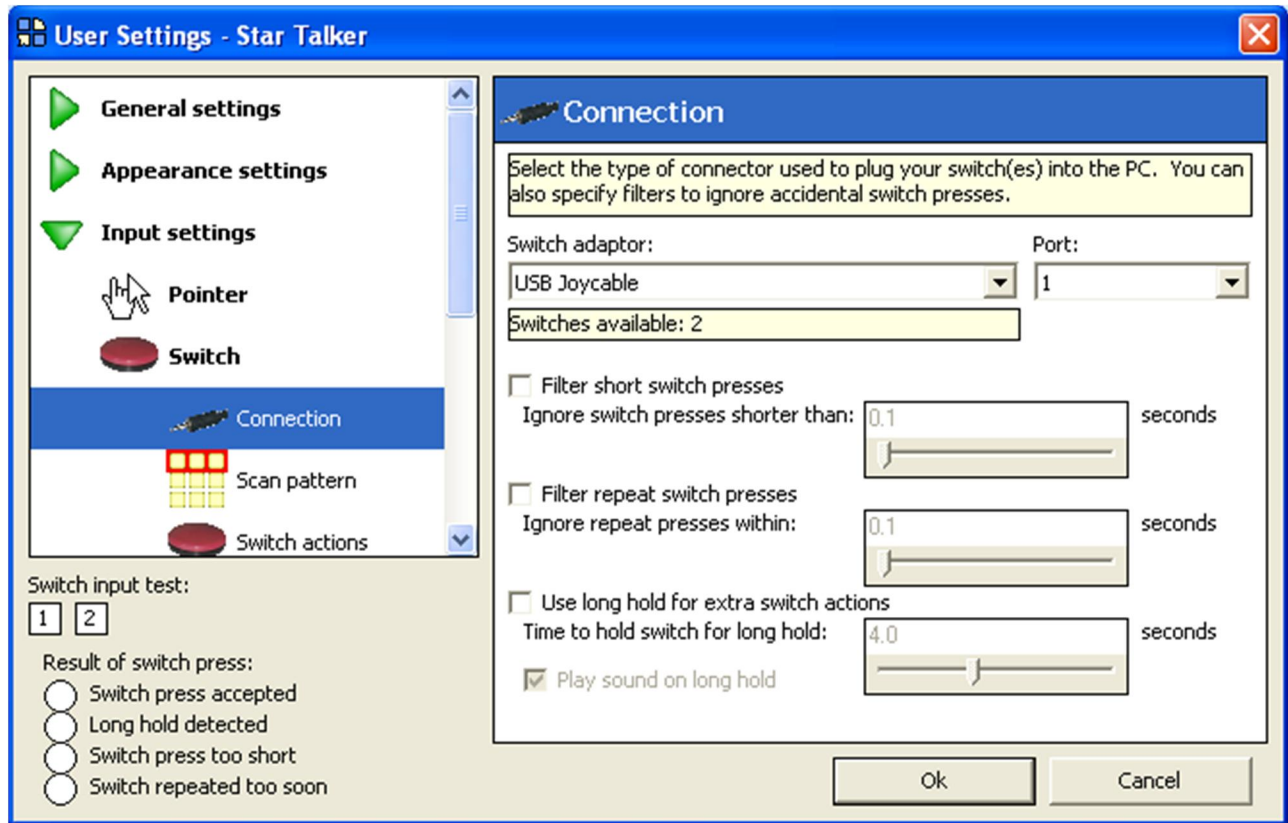 User Settings - Star Talker
General settings
Appearance settings
Input settings
Pointer
Switch
Connection
Scan pattern
Switch actions
Switch input test:
1 2
Result of switch press:
Switch press accepted
Long hold detected
Switch press too short
Switch repeated too soon
Connection
Select the type of connector used to plug your switch(es) into the PC. You can
also specify filters to ignore accidental switch presses.
Switch adaptor: Port:
USB Joycable 1
Switches available: 2
Filter short switch presses
Ignore switch presses shorter than: 0.1 seconds
Filter repeat switch presses
Ignore repeat presses within: 0.1 seconds
Use long hold for extra switch actions
Time to hold switch for long hold: 4.0 seconds
Play sound on long hold
Ok Cancel